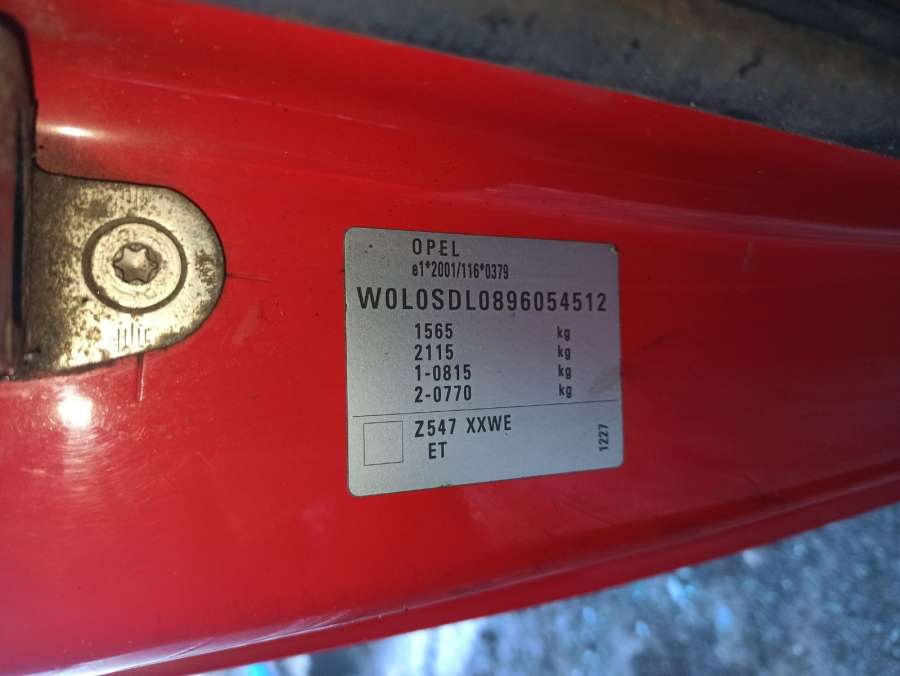 OPEL
e1*2001/116*0379
W0L0SDL0896054512
1565 kg
2115 kg
1-0815 kg
2-0770 kg
Z547 XXWE
ET
1227